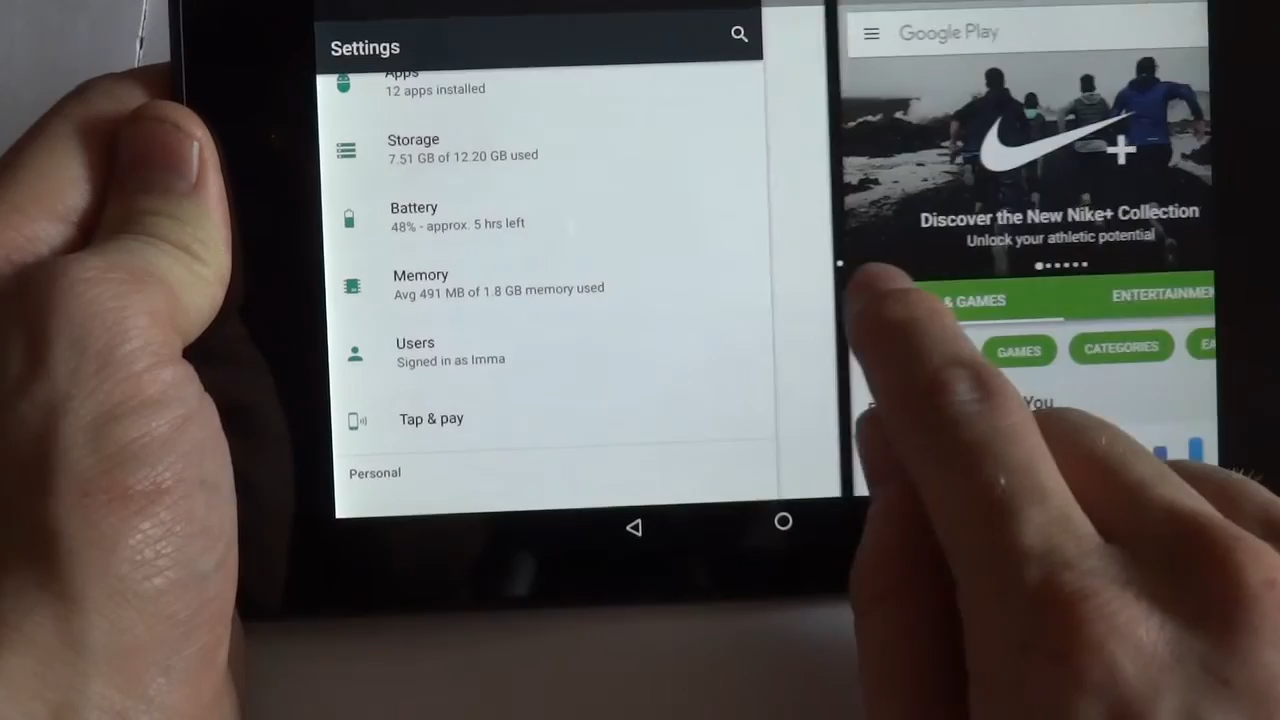 Settings
Apps
12 apps installed
Storage
7.51 GB of 12.20 GB used
Battery
48% - approx. 5 hrs left
Memory
Avg 491 MB of 1.8 GB memory used
Users
Signed in as Imma
Tap & pay
Personal
Google Play
+
Discover the New Nike+ Collection
Unlock your athletic potential
& GAMES
ENTERTAINMEN
GAMES
CATEGORIES
EA
You